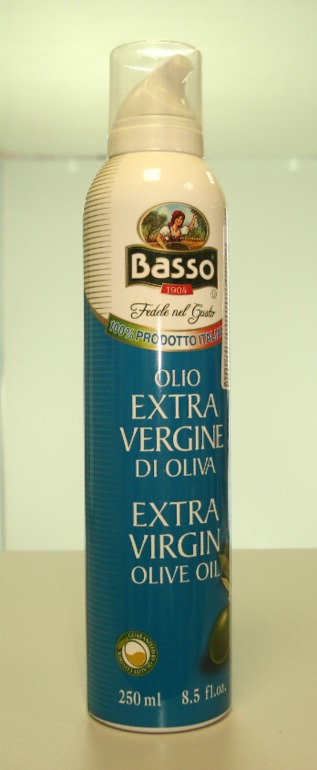 Basso
1904
Fedele nel Gusto
100% PRODOTTO ITALIANO
OLIO
EXTRA
VERGINE
DI OLIVA
EXTRA
VIRGIN
OLIVE OIL
250 ml 8.5 fl.oz.